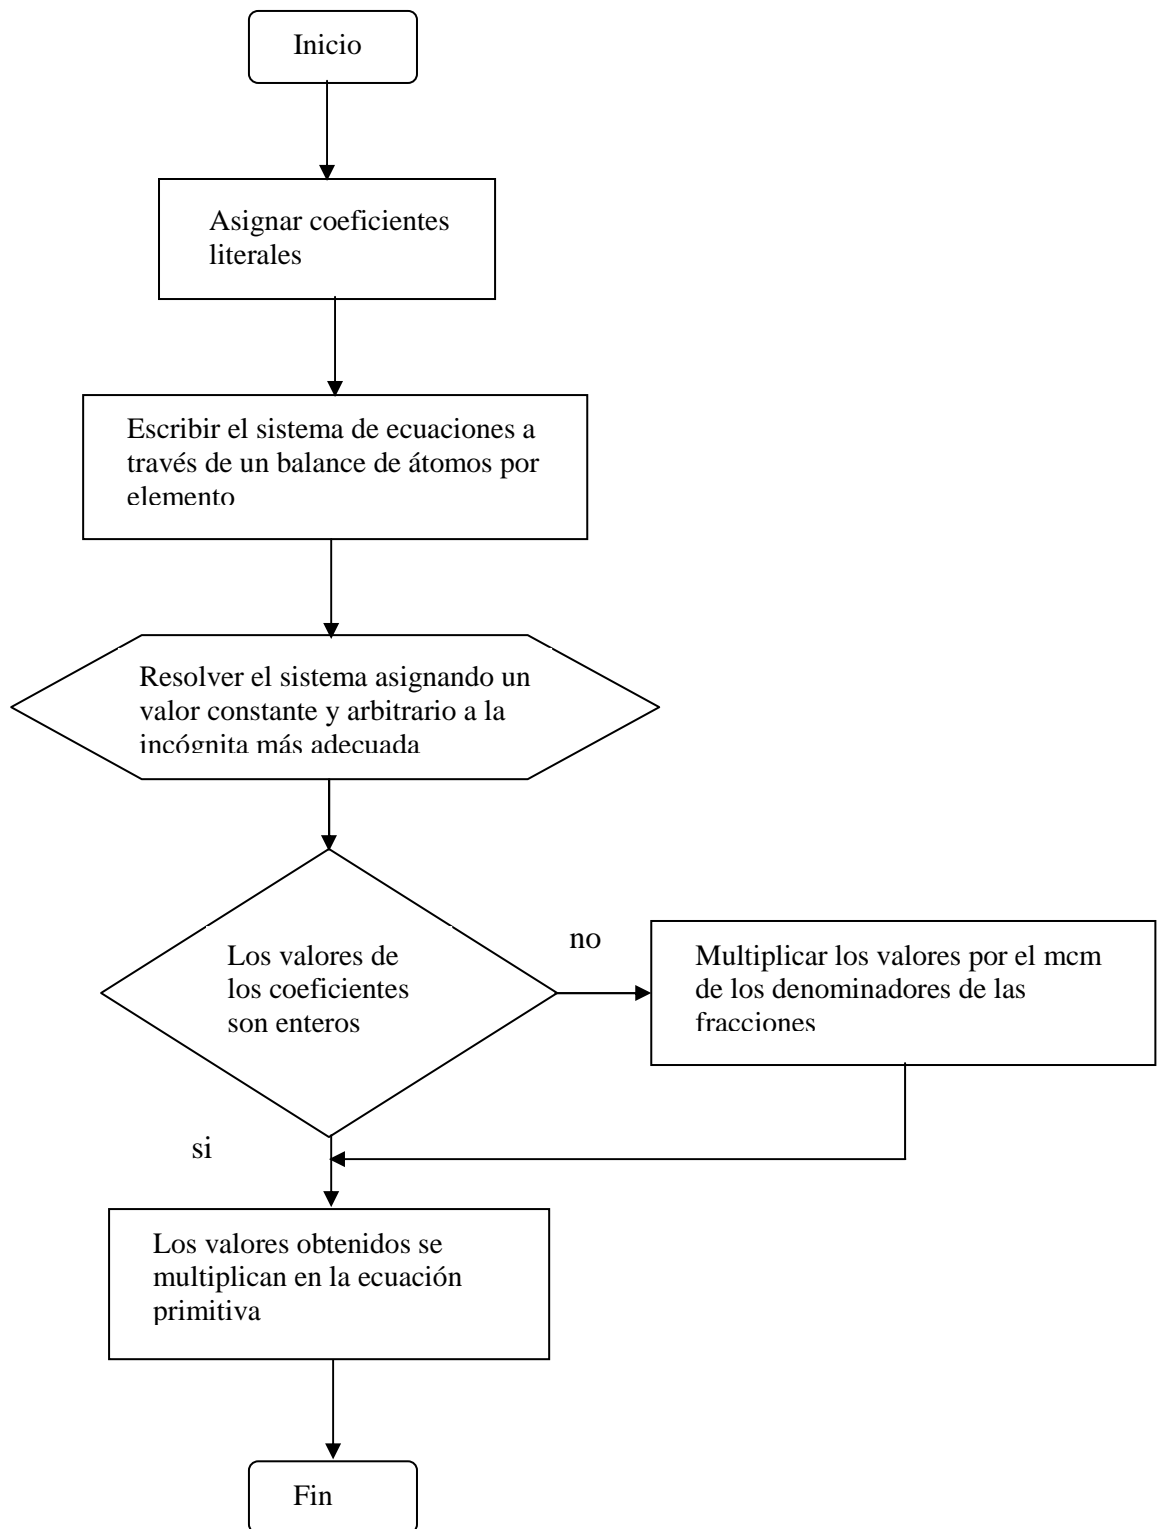 Inicio
Asignar coeficientes
literales
Escribir el sistema de ecuaciones a
través de un balance de átomos por
elemento
Resolver el sistema asignando un
valor constante y arbitrario a la
incógnita más adecuada
Los valores de
los coeficientes
son enteros
no
Multiplicar los valores por el mcm
de los denominadores de las
fracciones
si
Los valores obtenidos se
multiplican en la ecuación
primitiva
Fin